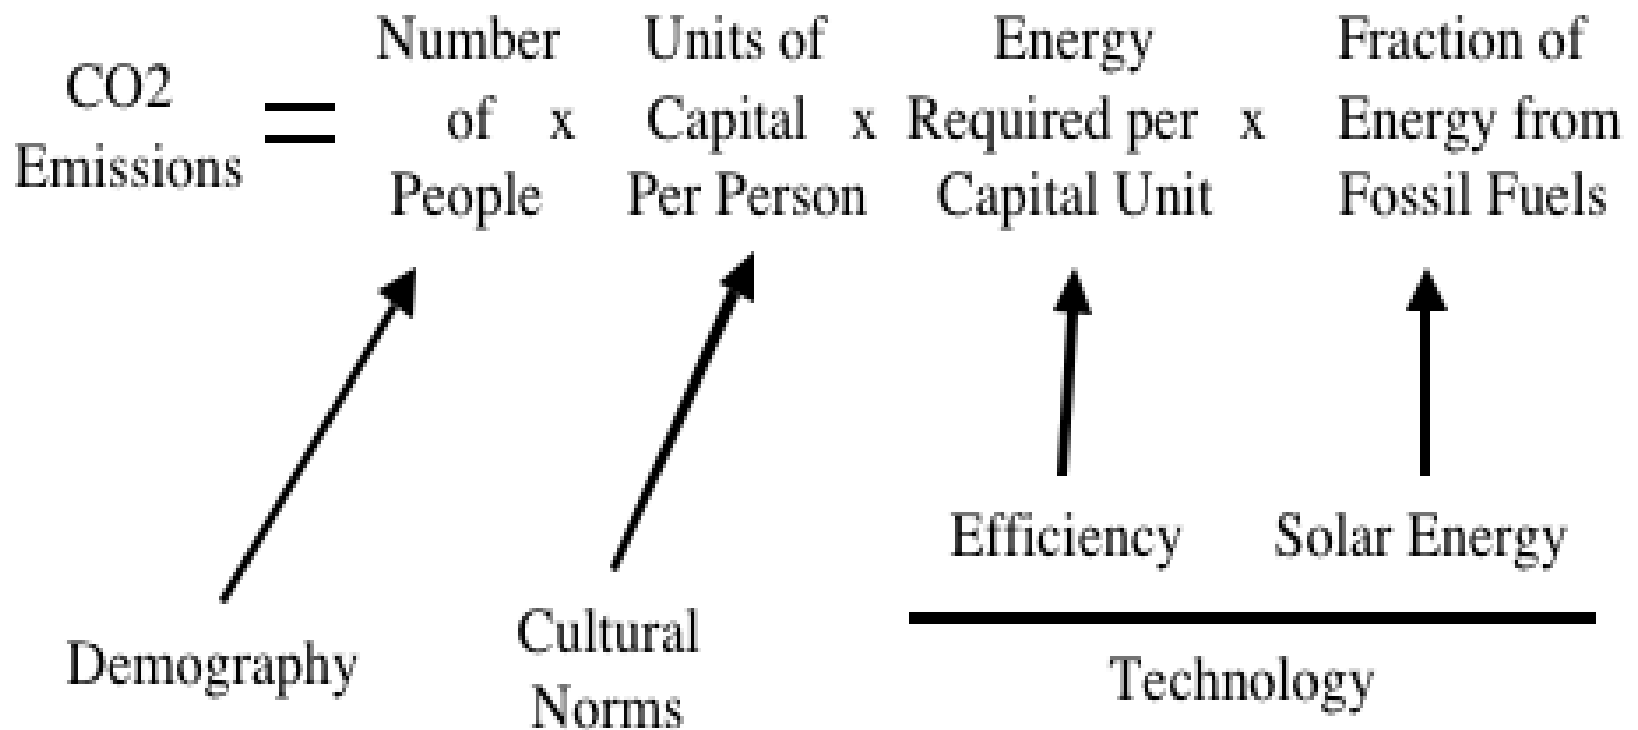 CO2
Emissions
=
Number
of
People
x
Units of
Capital
Per Person
x
Energy
Required per
Capital Unit
x
Fraction of
Energy from
Fossil Fuels
Demography
Cultural
Norms
Efficiency
Solar Energy
Technology